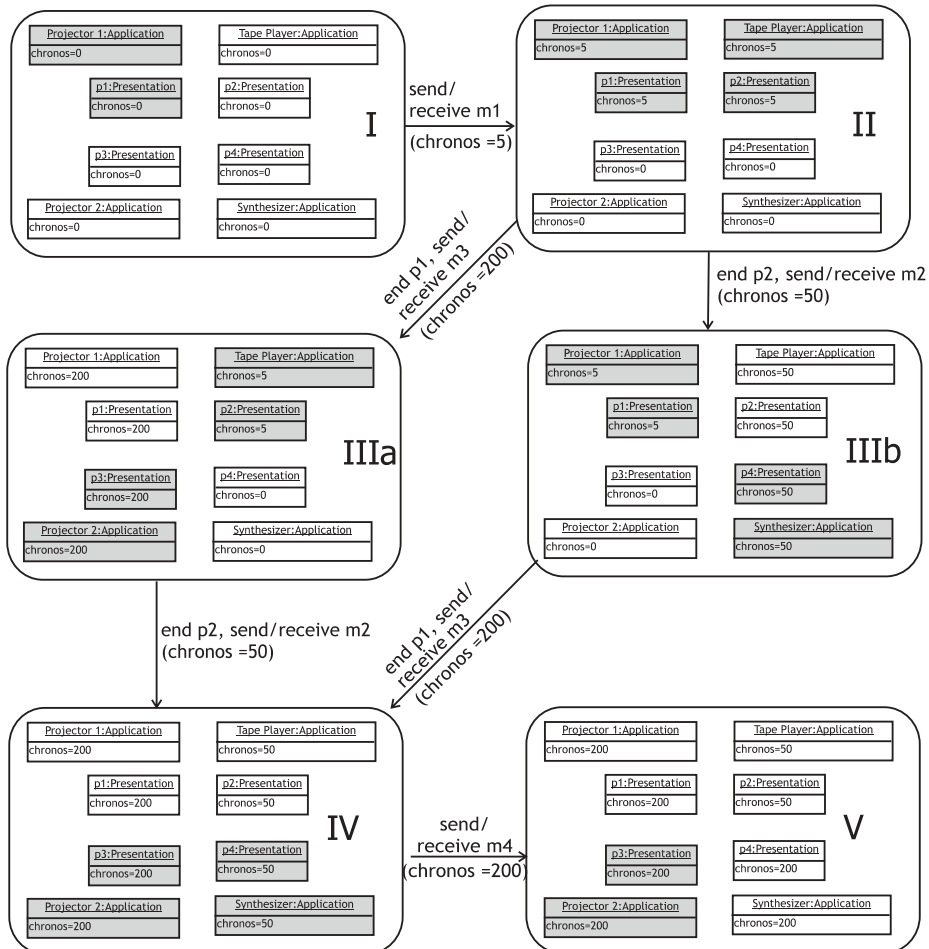 Projector 1:Application
chronos=0
Tape Player:Application
chronos=0
p1:Presentation
chronos=0
p2:Presentation
chronos=0
I
p3:Presentation
chronos=0
p4:Presentation
chronos=0
Projector 2:Application
chronos=0
Synthesizer:Application
chronos=0
send/
receive m1
(chronos =5)
Projector 1:Application
chronos=5
Tape Player:Application
chronos=5
p1:Presentation
chronos=5
p2:Presentation
chronos=5
II
p3:Presentation
chronos=0
p4:Presentation
chronos=0
Projector 2:Application
chronos=0
Synthesizer:Application
chronos=0
end p1, send/
receive m3
(chronos =200)
end p2, send/receive m2
(chronos =50)
Projector 1:Application
chronos=200
Tape Player:Application
chronos=5
p1:Presentation
chronos=200
p2:Presentation
chronos=5
IIIa
p3:Presentation
chronos=200
p4:Presentation
chronos=0
Projector 2:Application
chronos=200
Synthesizer:Application
chronos=0
Projector 1:Application
chronos=5
Tape Player:Application
chronos=50
p1:Presentation
chronos=5
p2:Presentation
chronos=50
IIIb
p3:Presentation
chronos=0
p4:Presentation
chronos=50
Projector 2:Application
chronos=0
Synthesizer:Application
chronos=50
end p2, send/receive m2
(chronos =50)
end p1, send/
receive m3
(chronos =200)
Projector 1:Application
chronos=200
Tape Player:Application
chronos=50
p1:Presentation
chronos=200
p2:Presentation
chronos=50
IV
p3:Presentation
chronos=200
p4:Presentation
chronos=50
Projector 2:Application
chronos=200
Synthesizer:Application
chronos=50
send/
receive m4
(chronos =200)
Projector 1:Application
chronos=200
Tape Player:Application
chronos=50
p1:Presentation
chronos=200
p2:Presentation
chronos=50
V
p3:Presentation
chronos=200
p4:Presentation
chronos=200
Projector 2:Application
chronos=200
Synthesizer:Application
chronos=200